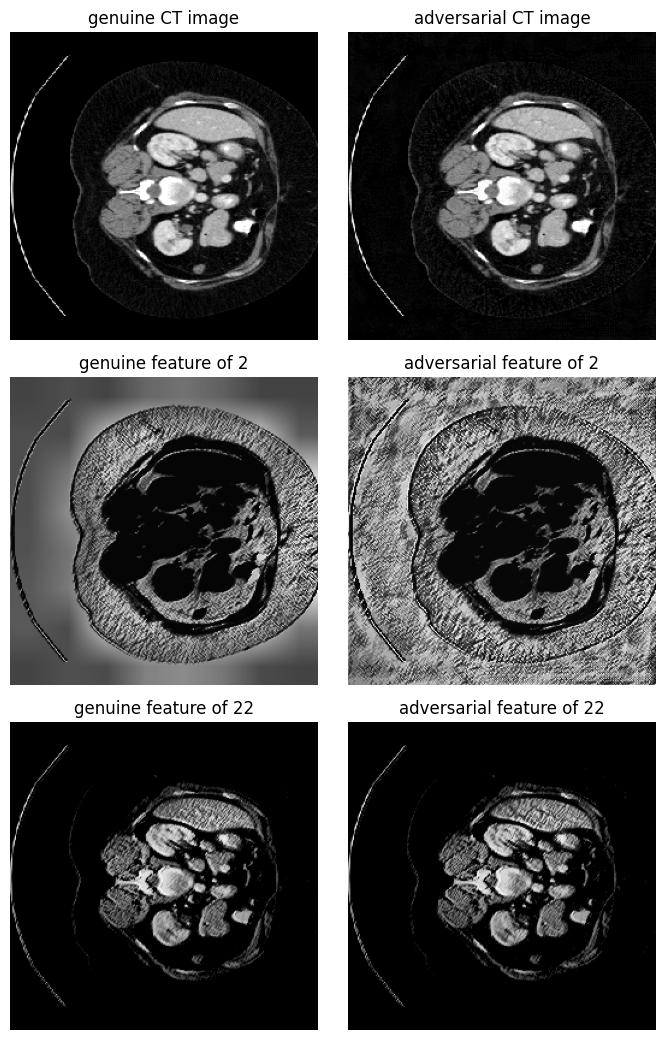 genuine CT image
adversarial CT image
genuine feature of 2
adversarial feature of 2
genuine feature of 22
adversarial feature of 22